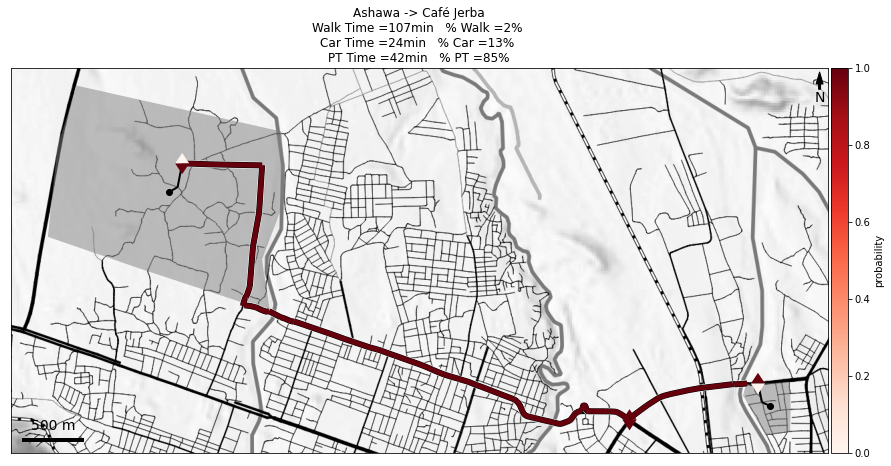 Ashawa -> Café Jerba
Walk Time =107min   % Walk =2%
Car Time =24min   % Car =13%
PT Time =42min   % PT =85%
N
500 m
1.0
0.8
0.6
0.4
0.2
0.0
probability